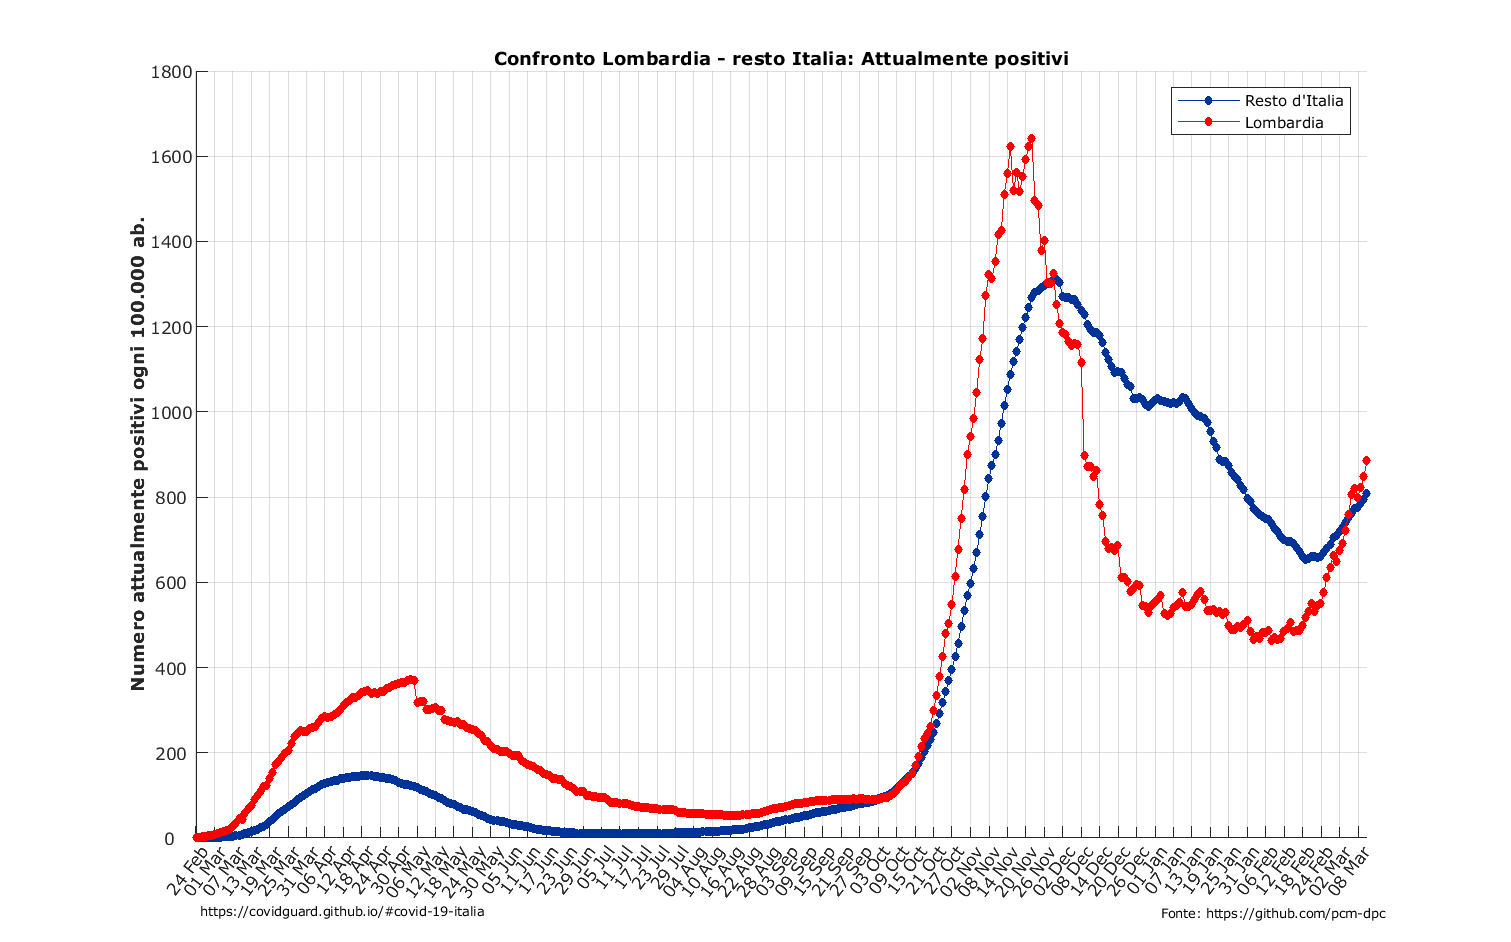 Confronto Lombardia - resto Italia: Attualmente positivi
Resto d'Italia
Lombardia
Numero attualmente positivi ogni 100.000 ab.
1800
1600
1400
1200
1000
800
600
400
200
0
24 Feb
01 Mar
07 Mar
13 Mar
19 Mar
25 Mar
31 Mar
06 Apr
12 Apr
18 Apr
24 Apr
30 Apr
06 May
12 May
18 May
24 May
30 May
05 Jun
11 Jun
17 Jun
23 Jun
29 Jun
05 Jul
11 Jul
17 Jul
23 Jul
29 Jul
04 Aug
10 Aug
16 Aug
22 Aug
28 Aug
03 Sep
09 Sep
15 Sep
21 Sep
27 Sep
03 Oct
09 Oct
15 Oct
21 Oct
27 Oct
02 Nov
08 Nov
14 Nov
20 Nov
26 Nov
02 Dec
08 Dec
14 Dec
20 Dec
26 Dec
01 Jan
07 Jan
13 Jan
19 Jan
25 Jan
31 Jan
06 Feb
12 Feb
18 Feb
24 Feb
02 Mar
08 Mar
https://covidguard.github.io/#covid-19-italia
Fonte: https://github.com/pcm-dpc